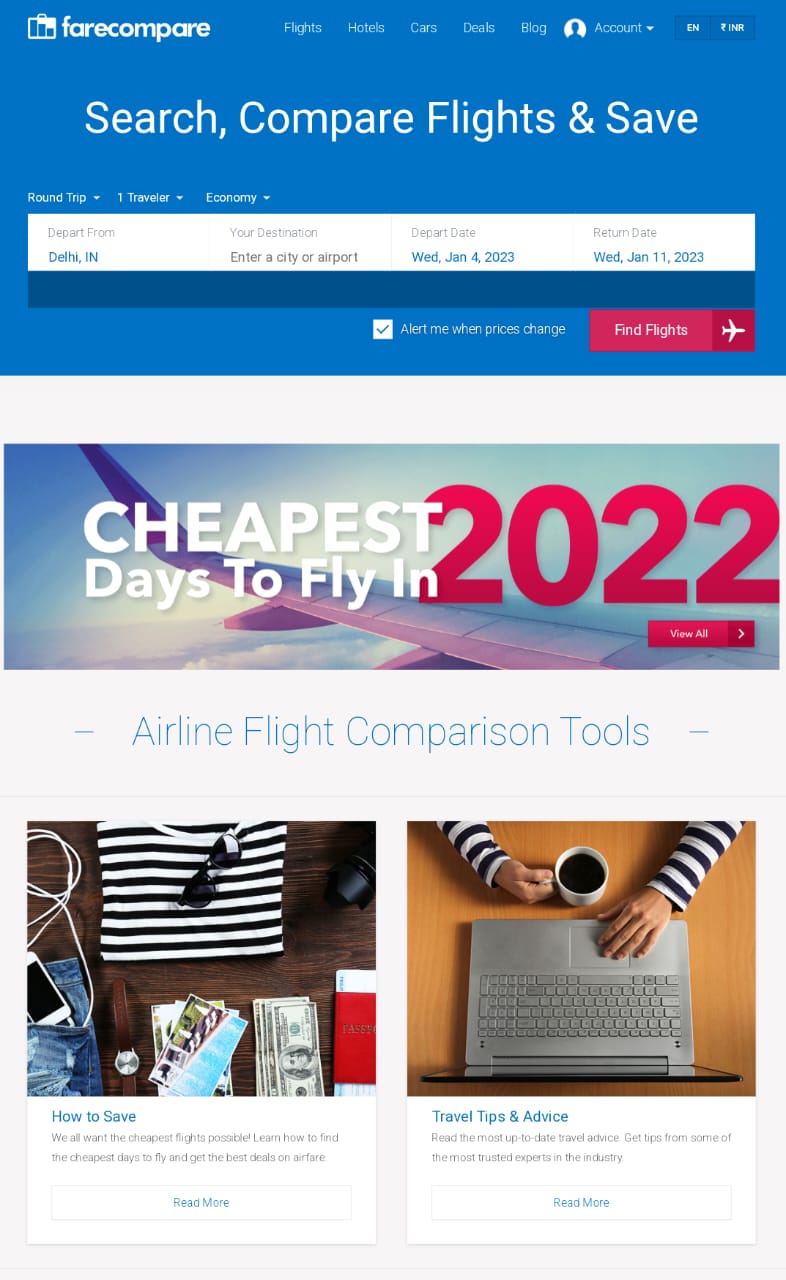 farecompare
Flights Hotels Cars Deals Blog Account EN ₹ INR
Search, Compare Flights & Save
Round Trip 1 Traveler Economy
Depart From Your Destination Depart Date Return Date
Delhi, IN Enter a city or airport Wed, Jan 4, 2023 Wed, Jan 11, 2023
Alert me when prices change Find Flights
CHEAPEST 2022
Days To Fly In
View All
Airline Flight Comparison Tools
How to Save
We all want the cheapest flights possible! Learn how to find
the cheapest days to fly and get the best deals on airfare.
Read More
Travel Tips & Advice
Read the most up-to-date travel advice. Get tips from some of
the most trusted experts in the industry.
Read More